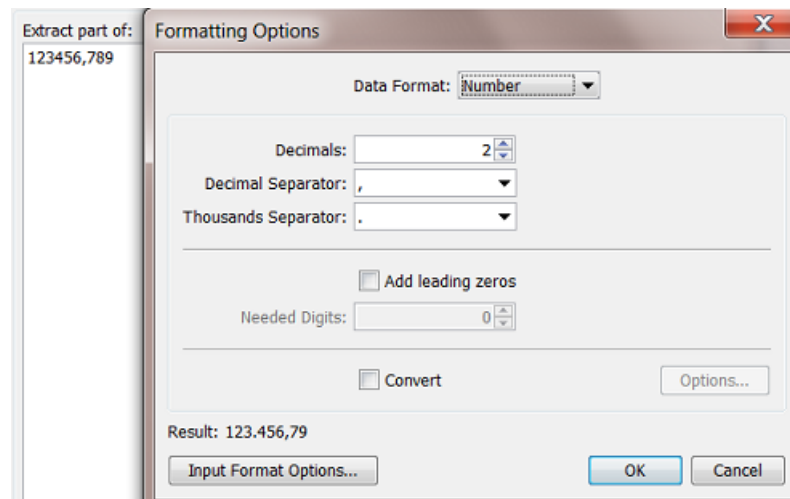 Extract part of:
123456,789
Formatting Options
Data Format: Number
Decimals: 2
Decimal Separator: ,
Thousands Separator: .
Add leading zeros
Needed Digits: 0
Convert
Options...
Result: 123.456,79
Input Format Options...
OK
Cancel